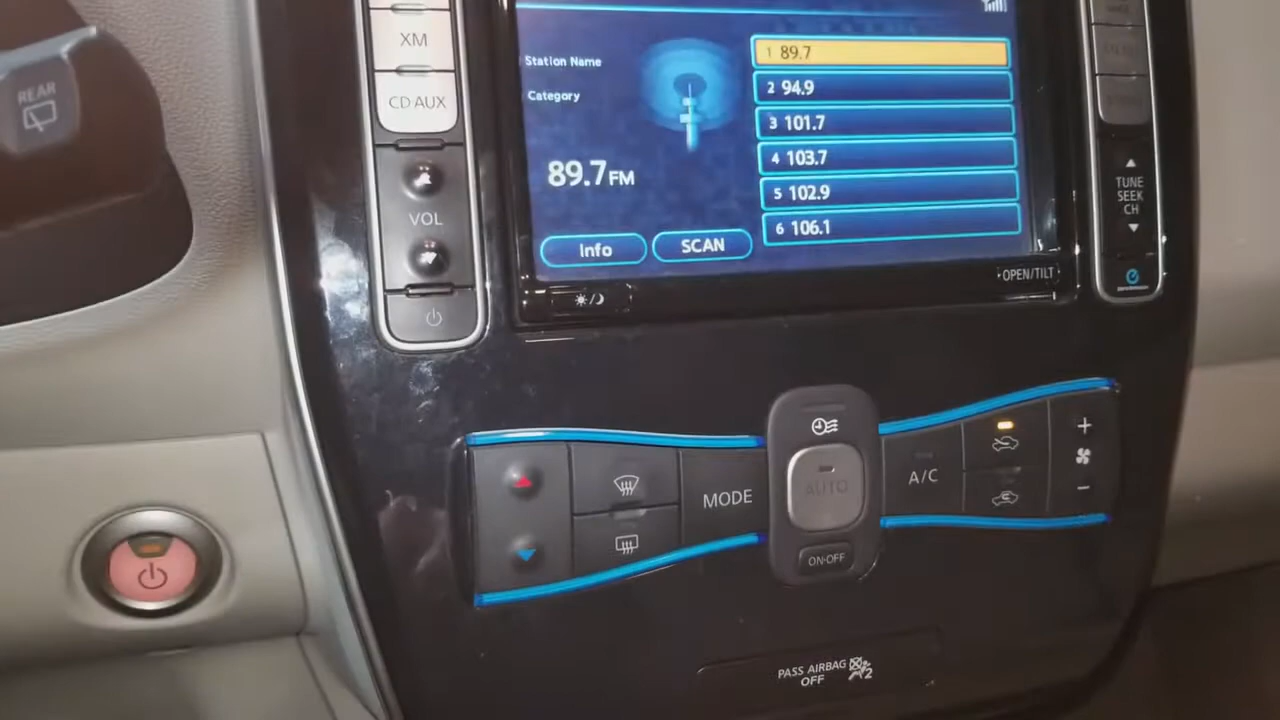 XM
CD AUX
REAR
VOL
Station Name
Category
89.7FM
Info
SCAN
1 89.7
2 94.9
3 101.7
4 103.7
5 102.9
6 106.1
TUNE
SEEK
CH
OPEN/TILT
MODE
AUTO
ON·OFF
A/C
+
−
PASS AIRBAG
OFF
2